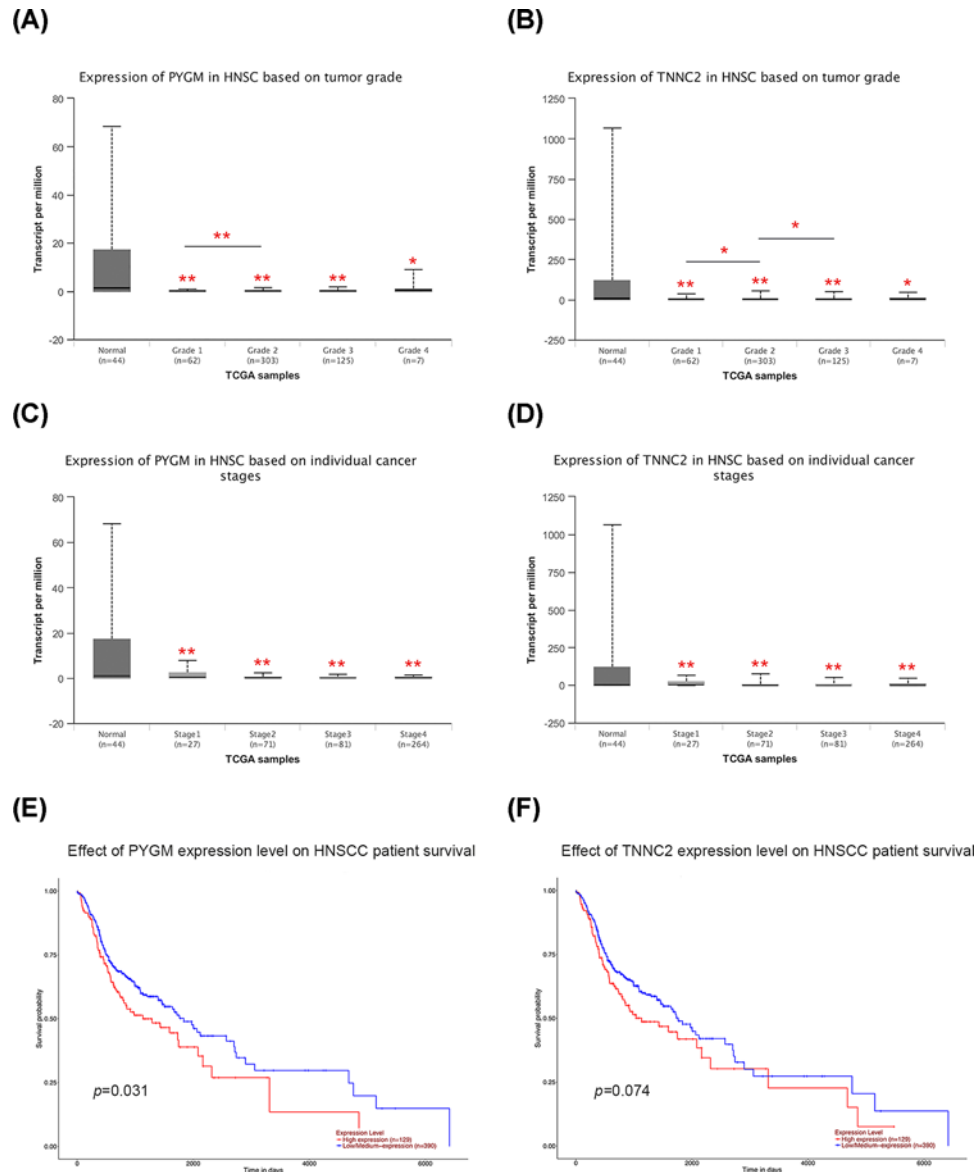 (A)
Expression of PYGM in HNSC based on tumor grade
Transcript per million
80
60
40
20
0
-20
**
**
**
**
*
Normal
(n=44)
Grade 1
(n=62)
Grade 2
(n=303)
Grade 3
(n=125)
Grade 4
(n=7)
TCGA samples
(B)
Expression of TNNC2 in HNSC based on tumor grade
Transcript per million
1250
1000
750
500
250
0
-250
*
*
**
**
**
*
Normal
(n=44)
Grade 1
(n=62)
Grade 2
(n=303)
Grade 3
(n=125)
Grade 4
(n=7)
TCGA samples
(C)
Expression of PYGM in HNSC based on individual cancer
stages
Transcript per million
80
60
40
20
0
-20
**
**
**
**
Normal
(n=44)
Stage1
(n=27)
Stage2
(n=71)
Stage3
(n=81)
Stage4
(n=264)
TCGA samples
(D)
Expression of TNNC2 in HNSC based on individual cancer
stages
Transcript per million
1250
1000
750
500
250
0
-250
**
**
**
**
Normal
(n=44)
Stage1
(n=27)
Stage2
(n=71)
Stage3
(n=81)
Stage4
(n=264)
TCGA samples
(E)
Effect of PYGM expression level on HNSCC patient survival
Survival probability
1.00
0.75
0.50
0.25
0.00
p=0.031
Expression Level
High expression (n=129)
Low/Medium-expression (n=390)
0
2000
4000
6000
Time in days
(F)
Effect of TNNC2 expression level on HNSCC patient survival
Survival probability
1.00
0.75
0.50
0.25
0.00
p=0.074
Expression Level
High expression (n=129)
Low/Medium-expression (n=390)
0
2000
4000
6000
Time in days